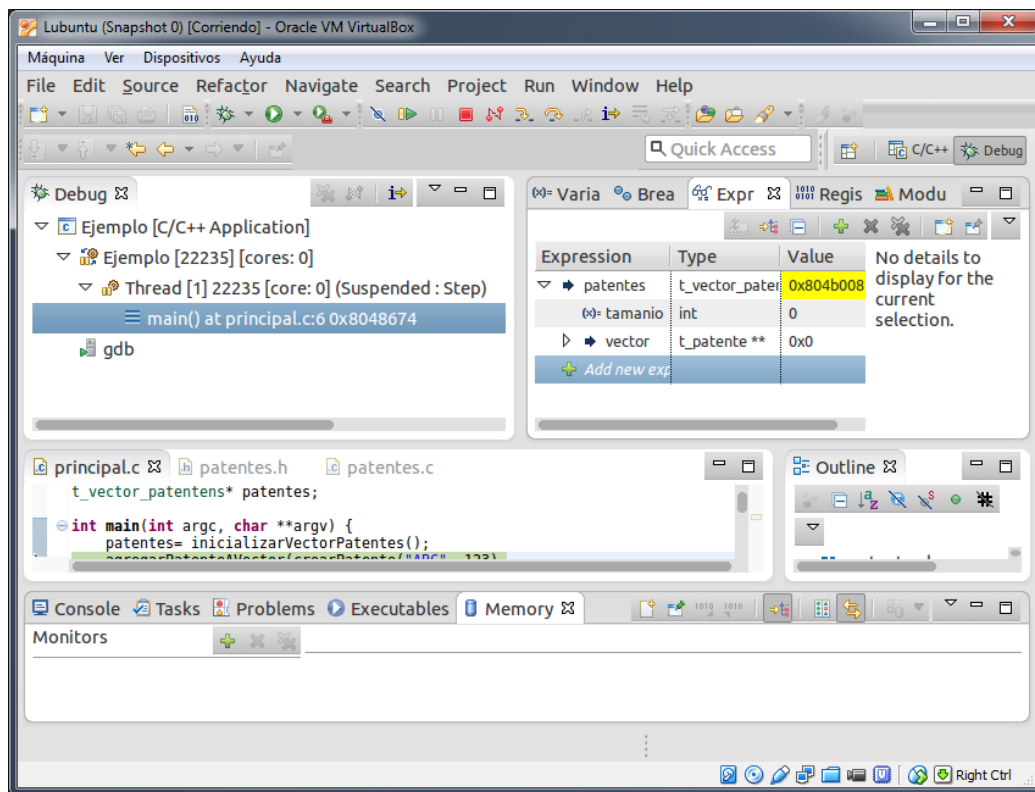 Lubuntu (Snapshot 0) [Corriendo] - Oracle VM VirtualBox
Máquina Ver Dispositivos Ayuda
File Edit Source Refactor Navigate Search Project Run Window Help
Quick Access C/C++ Debug
Debug
Ejemplo [C/C++ Application]
Ejemplo [22235] [cores: 0]
Thread [1] 22235 [core: 0] (Suspended : Step)
main() at principal.c:6 0x8048674
gdb
(x)= Varia Brea Expr Regis Modu
Expression Type Value
patentes t_vector_pater 0x804b008
(x)= tamanio int 0
vector t_patente ** 0x0
Add new exp
No details to
display for the
current
selection.
principal.c patentes.h patentes.c
t_vector_patentens* patentes;
int main(int argc, char **argv) {
patentes= inicializarVectorPatentes();
agregarPatenteAVector(crearPatente("ABC", 123)
Outline
Console Tasks Problems Executables Memory
Monitors
Right Ctrl